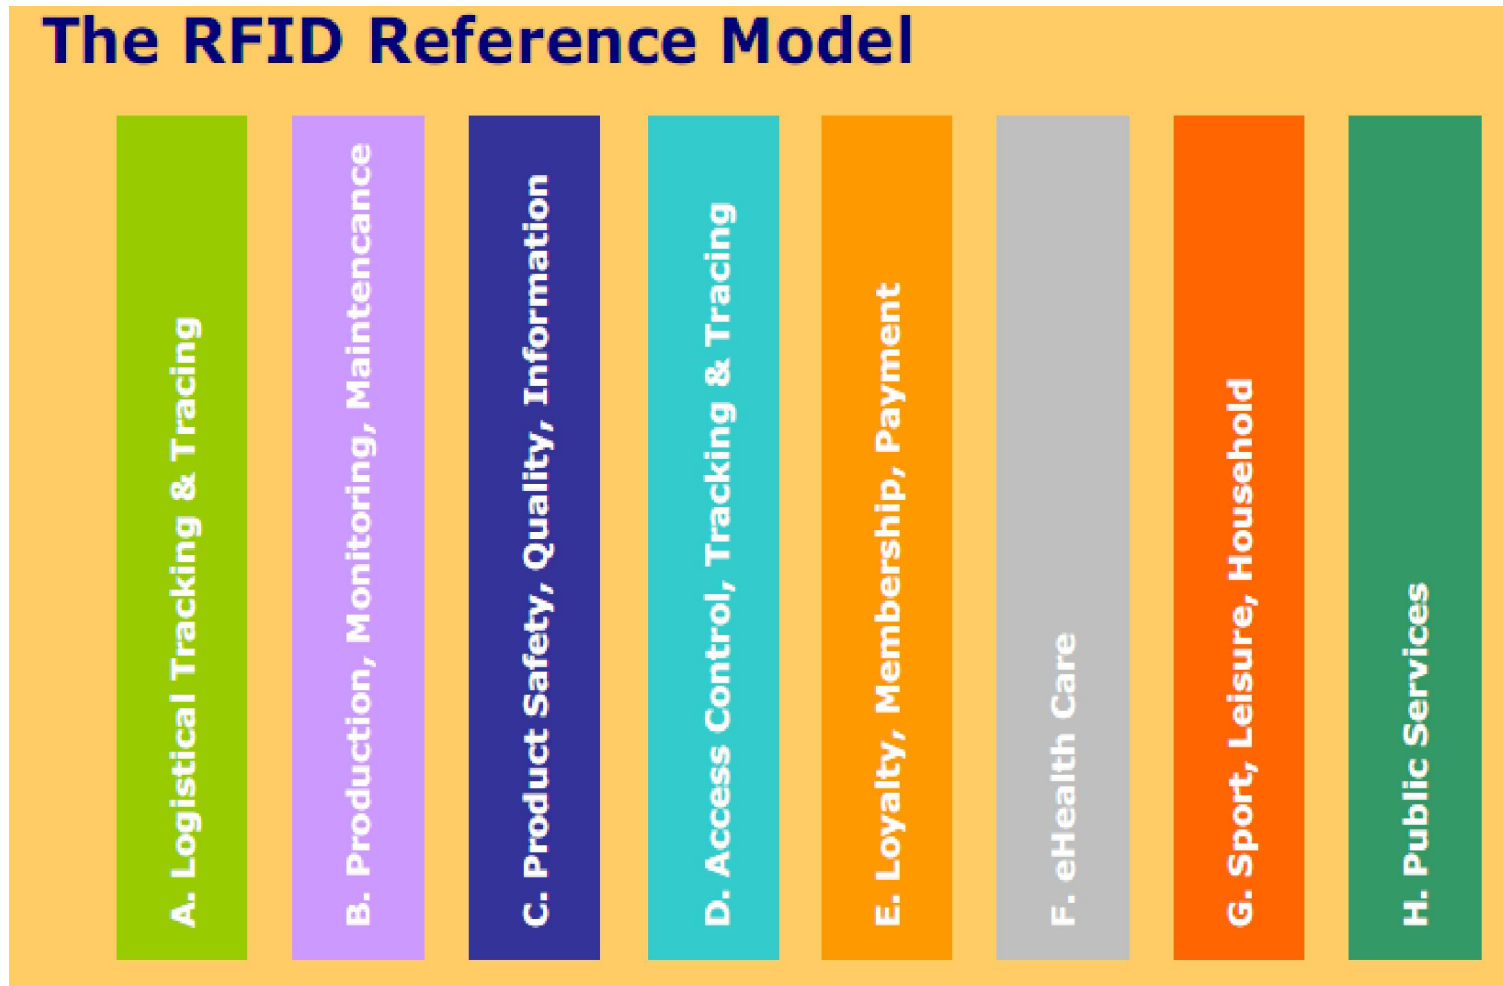 The RFID Reference Model
A. Logistical Tracking & Tracing
B. Production, Monitoring, Maintencance
C. Product Safety, Quality, Information
D. Access Control, Tracking & Tracing
E. Loyalty, Membership, Payment
F. eHealth Care
G. Sport, Leisure, Household
H. Public Services